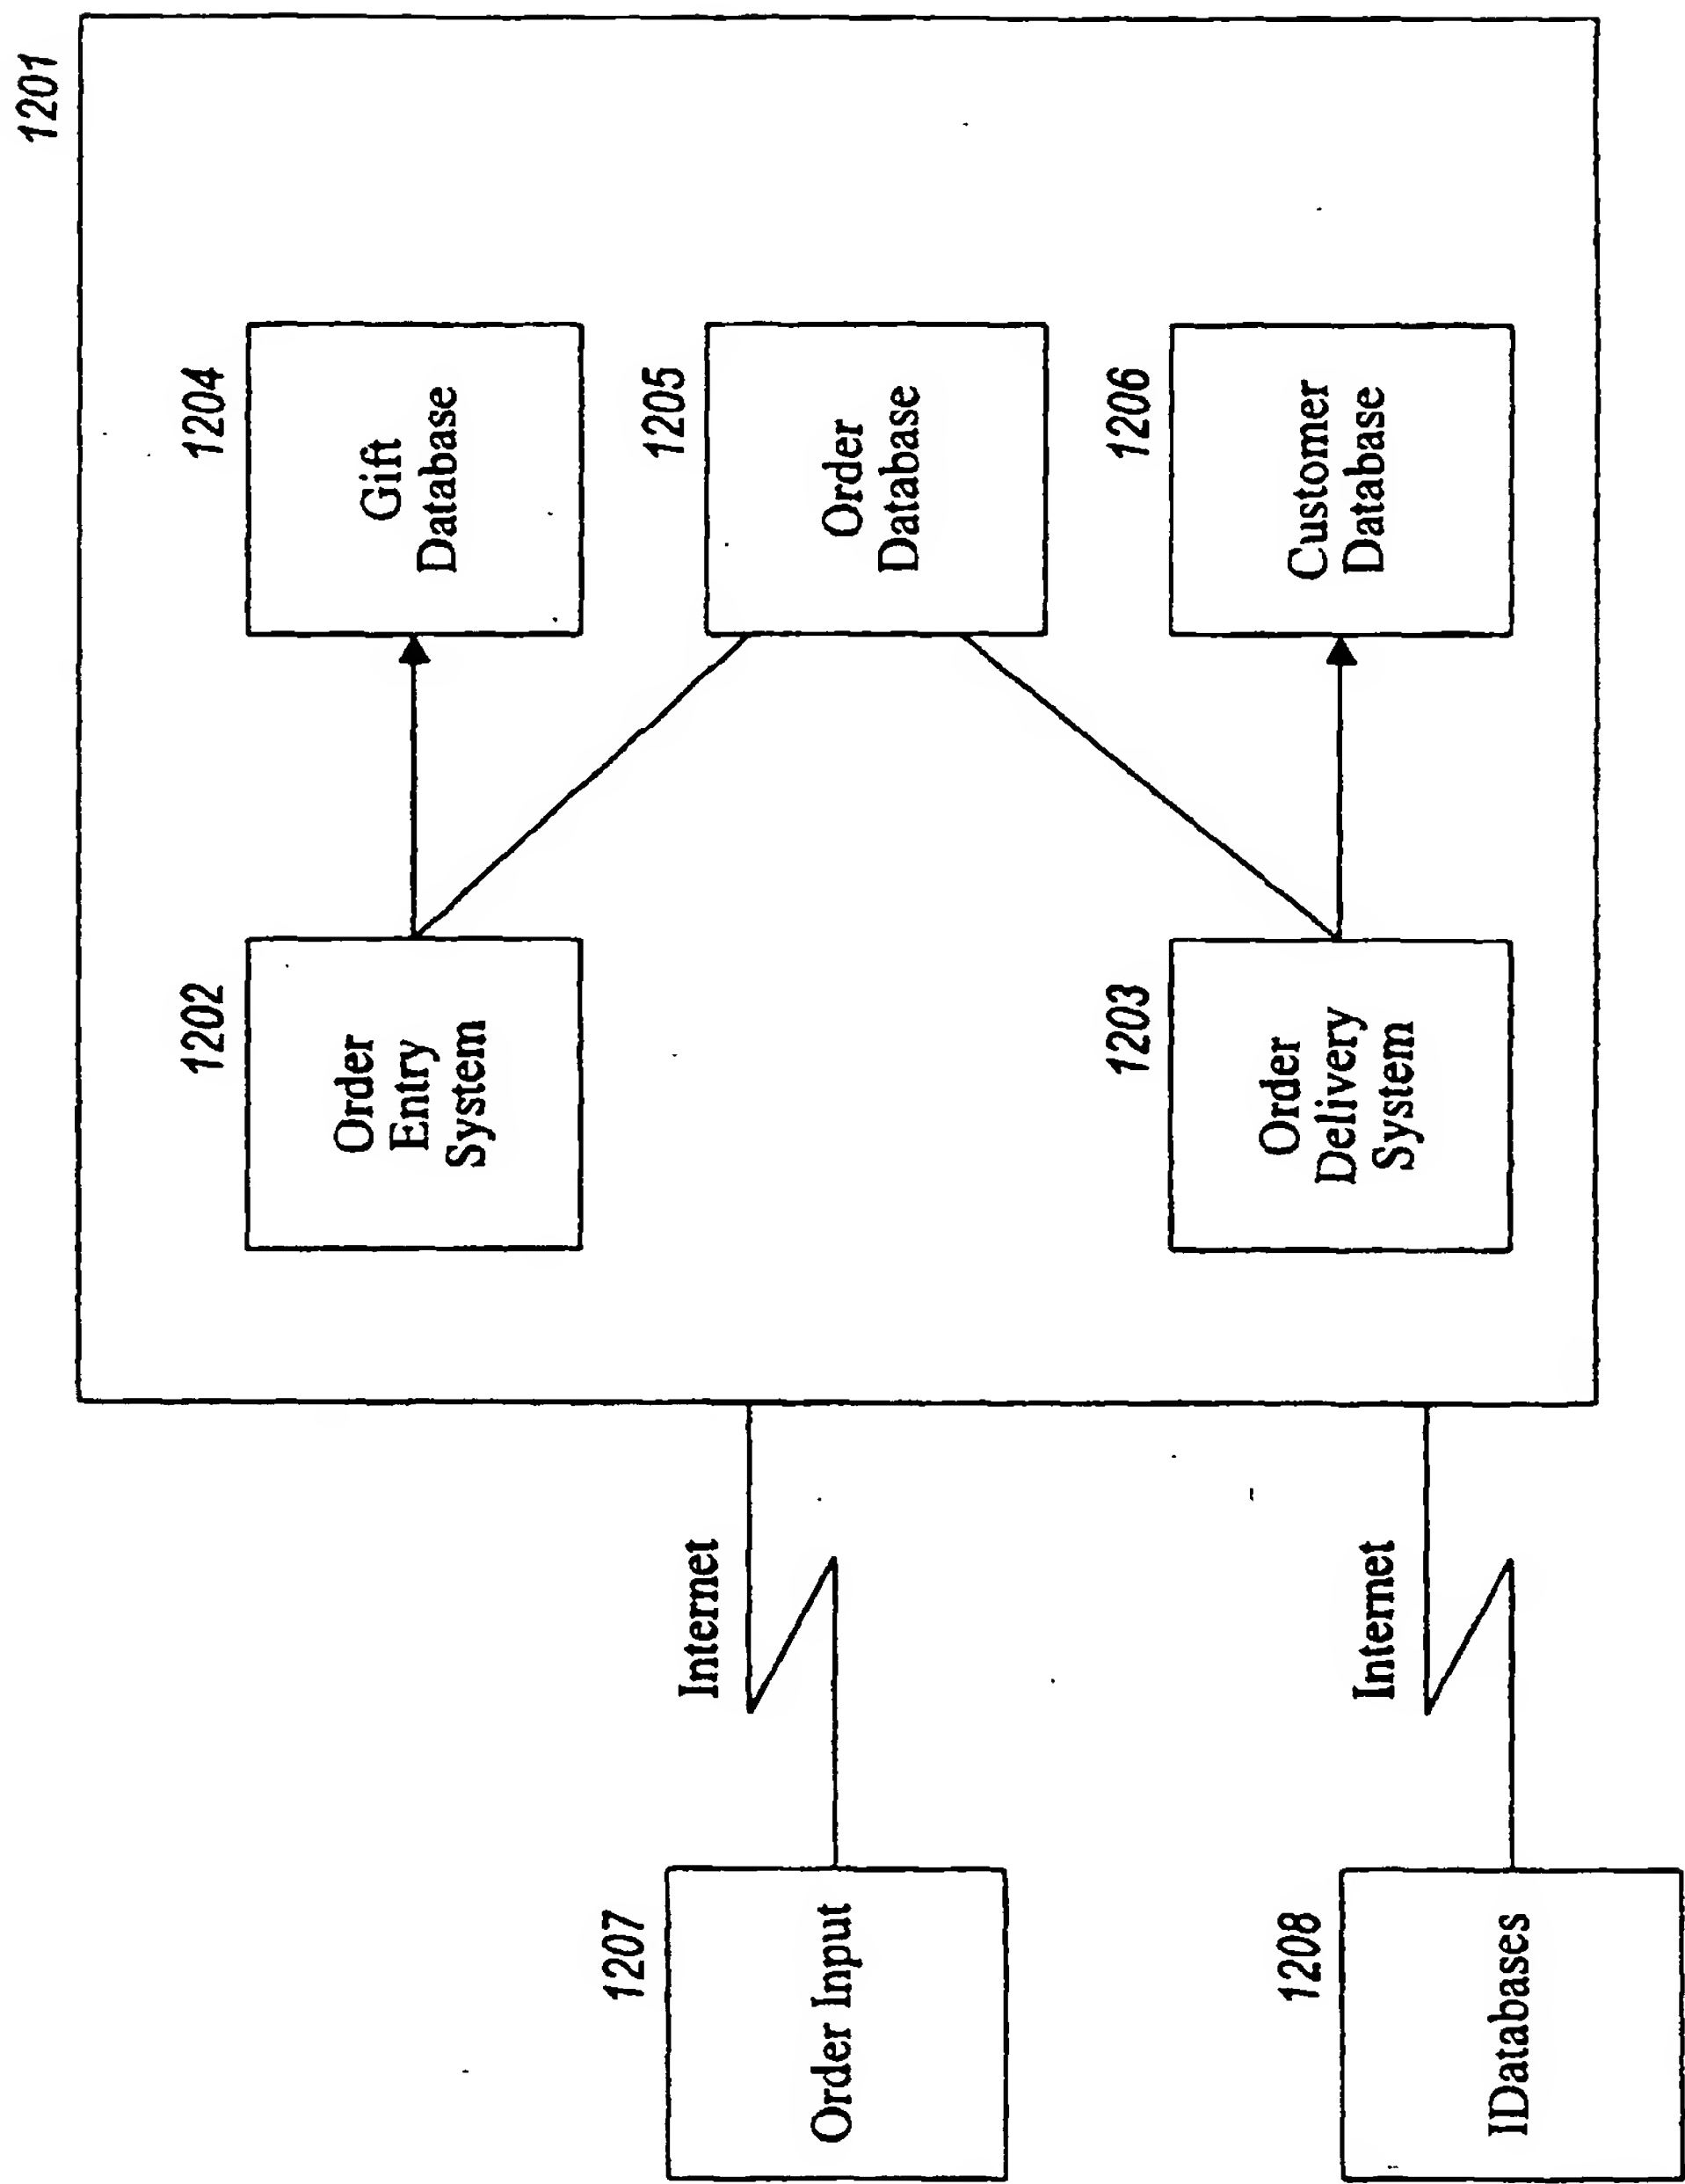 1201
1202
Order
Entry
System
1204
Gift
Database
1205
Order
Database
1203
Order
Delivery
System
1206
Customer
Database
Internet
1207
Order Input
Internet
1208
IDatabases